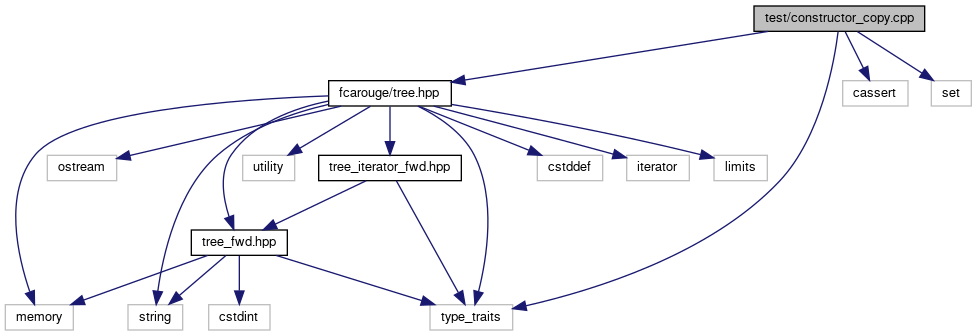 test/constructor_copy.cpp
fcarouge/tree.hpp
cassert
set
ostream
utility
tree_iterator_fwd.hpp
cstddef
iterator
limits
tree_fwd.hpp
memory
string
cstdint
type_traits